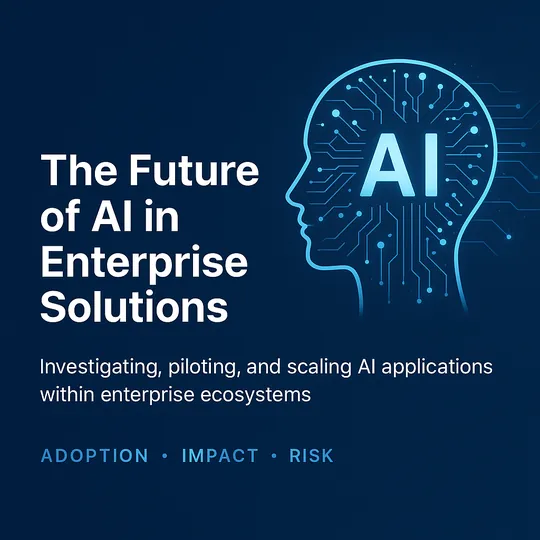 AI
The Future
of AI in
Enterprise
Solutions
Investigating, piloting, and scaling AI applications
within enterprise ecosystems
ADOPTION • IMPACT • RISK